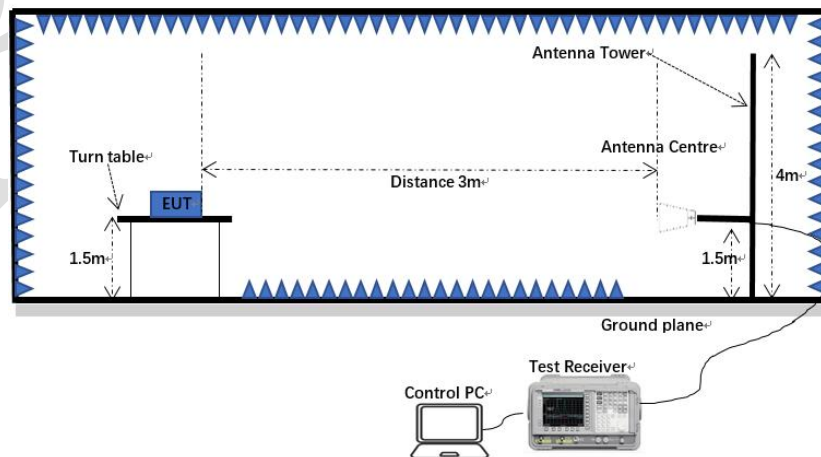 Antenna Tower↵
Turn table↵
Antenna Centre
Distance 3m↵
4m↵
EUT
1.5m↵
1.5m↵
Ground plane↵
Test Receiver↵
Control PC↵